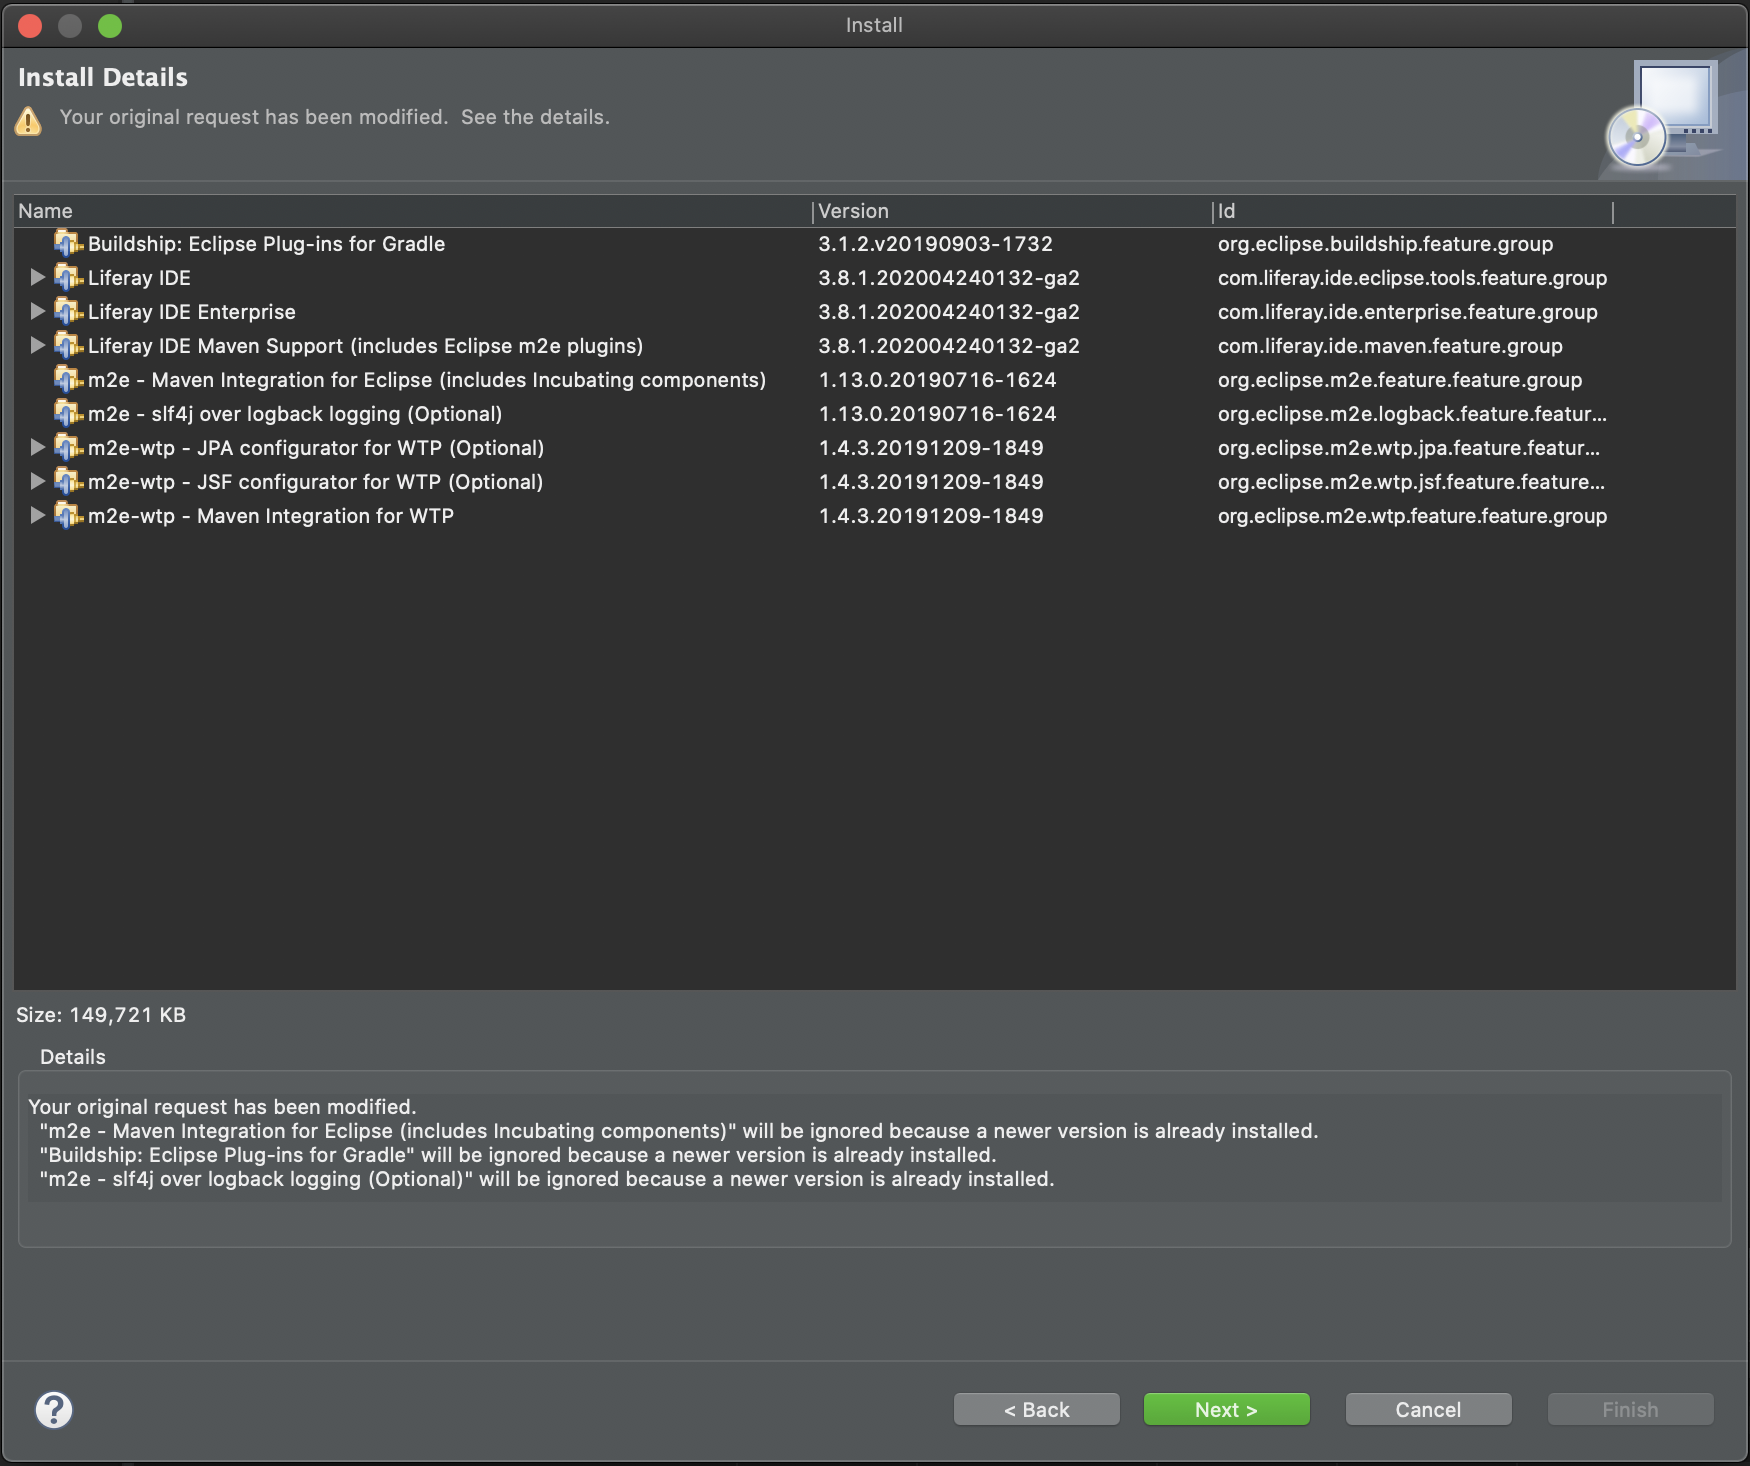 Install
Install Details
Your original request has been modified.  See the details.
Name Version Id
Buildship: Eclipse Plug-ins for Gradle 3.1.2.v20190903-1732 org.eclipse.buildship.feature.group
Liferay IDE 3.8.1.202004240132-ga2 com.liferay.ide.eclipse.tools.feature.group
Liferay IDE Enterprise 3.8.1.202004240132-ga2 com.liferay.ide.enterprise.feature.group
Liferay IDE Maven Support (includes Eclipse m2e plugins) 3.8.1.202004240132-ga2 com.liferay.ide.maven.feature.group
m2e - Maven Integration for Eclipse (includes Incubating components) 1.13.0.20190716-1624 org.eclipse.m2e.feature.feature.group
m2e - slf4j over logback logging (Optional) 1.13.0.20190716-1624 org.eclipse.m2e.logback.feature.featur...
m2e-wtp - JPA configurator for WTP (Optional) 1.4.3.20191209-1849 org.eclipse.m2e.wtp.jpa.feature.featur...
m2e-wtp - JSF configurator for WTP (Optional) 1.4.3.20191209-1849 org.eclipse.m2e.wtp.jsf.feature.feature...
m2e-wtp - Maven Integration for WTP 1.4.3.20191209-1849 org.eclipse.m2e.wtp.feature.feature.group
Size: 149,721 KB
Details
Your original request has been modified.
"m2e - Maven Integration for Eclipse (includes Incubating components)" will be ignored because a newer version is already installed.
"Buildship: Eclipse Plug-ins for Gradle" will be ignored because a newer version is already installed.
"m2e - slf4j over logback logging (Optional)" will be ignored because a newer version is already installed.
? < Back Next > Cancel Finish